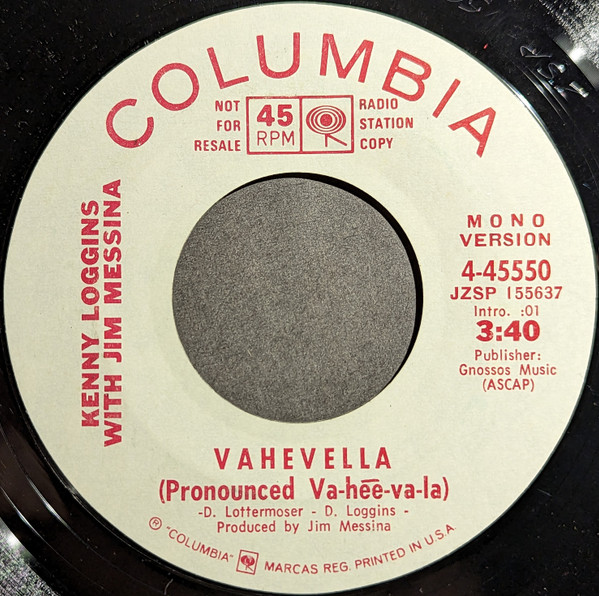 COLUMBIA
NOT
FOR
RESALE
45
RPM
RADIO
STATION
COPY
KENNY LOGGINS
WITH JIM MESSINA
MONO
VERSION
4-45550
JZSP 155637
Intro. :01
3:40
Publisher:
Gnossos Music
(ASCAP)
VAHEVELLA
(Pronounced Va-hēē-va-la)
-D. Lottermoser - D. Loggins -
Produced by Jim Messina
Ⓡ "COLUMBIA" MARCAS REG. PRINTED IN U.S.A.